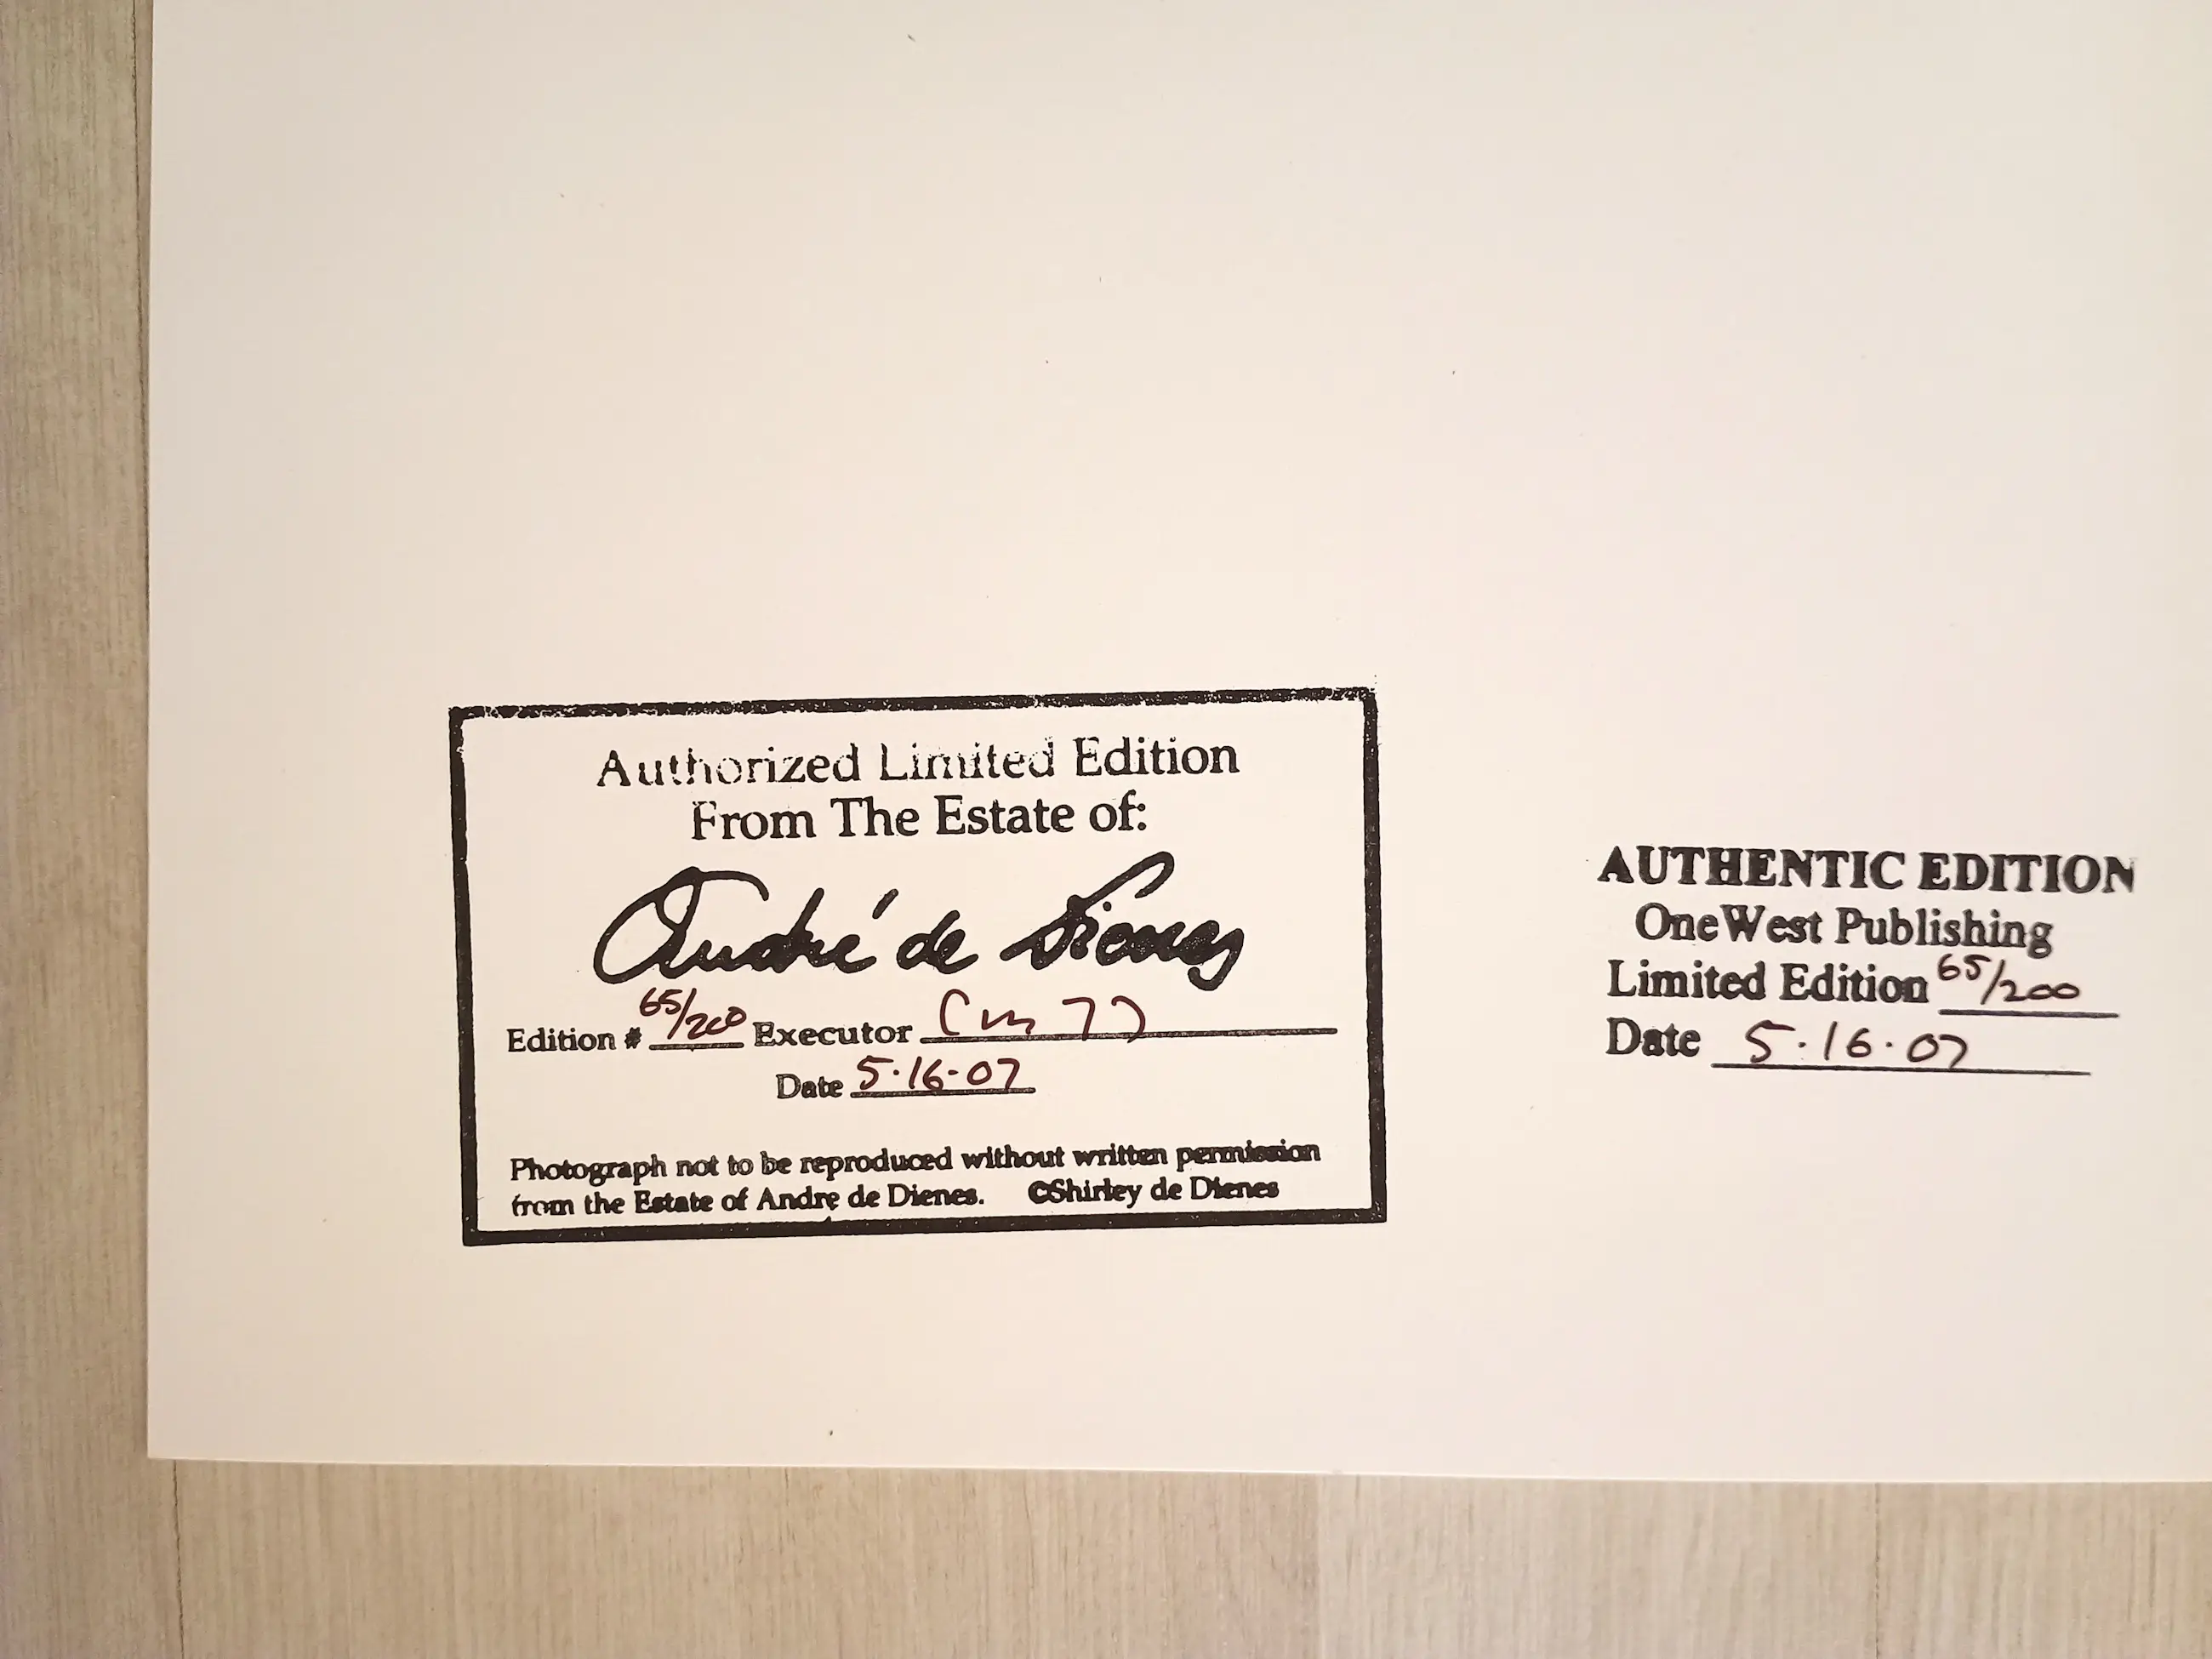 Authorized Limited Edition
From The Estate of:
André de Dienes
Edition # 65/200 Executor
Date 5·16·07
Photograph not to be reproduced without written permission
from the Estate of Andre de Dienes. ©Shirley de Dienes
AUTHENTIC EDITION
OneWest Publishing
Limited Edition 65/200
Date 5·16·07